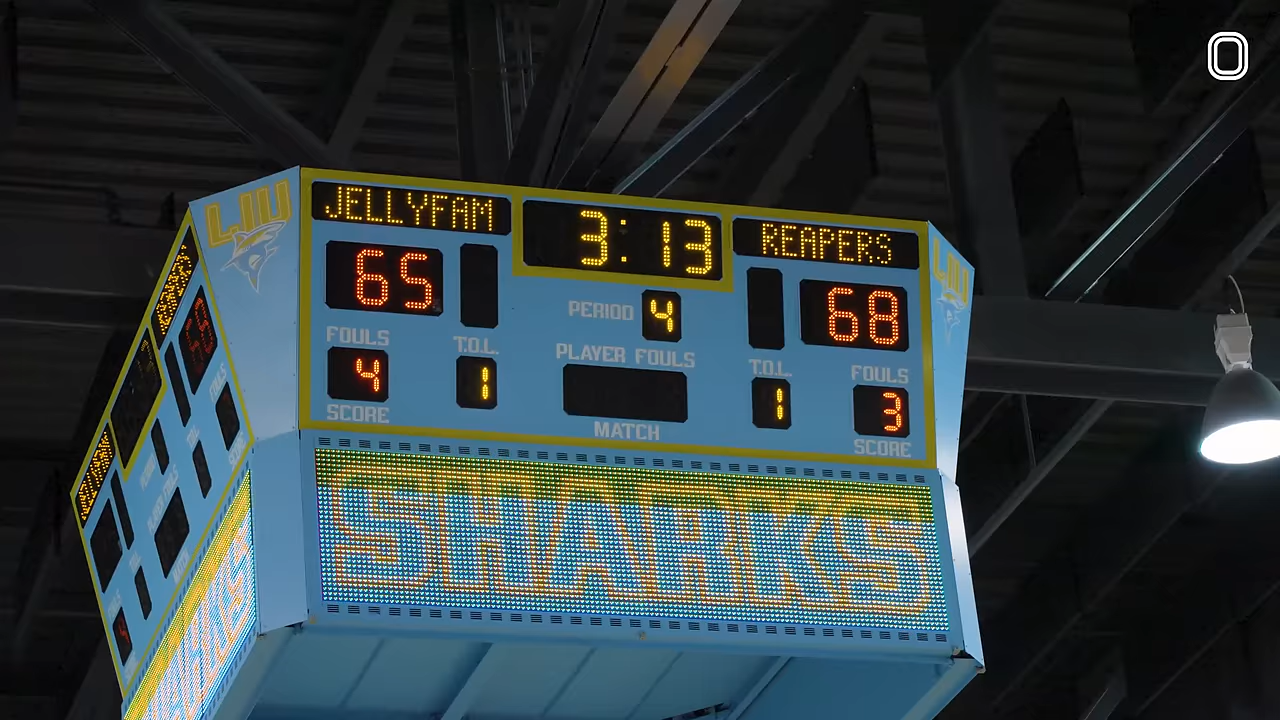 LIU
JELLYFAM 3:13 REAPERS
65 PERIOD 4 68
FOULS T.O.L. PLAYER FOULS T.O.L. FOULS
4 1 1 3
SCORE MATCH SCORE
SHARKS
LIU